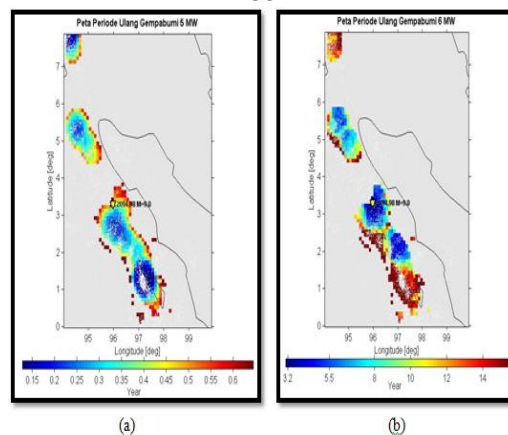 Peta Periode Ulang Gempabumi 5 MW
Latitude [deg]
7
6
5
4
3
2
1
0
95 96 97 98 99
Longitude [deg]
0.15 0.2 0.25 0.3 0.35 0.4 0.45 0.5 0.55 0.6
Year
(a)
Peta Periode Ulang Gempabumi 6 MW
Latitude [deg]
7
6
5
4
3
2
1
0
95 96 97 98 99
Longitude [deg]
3.2 5.5 8 10 12 14
Year
(b)